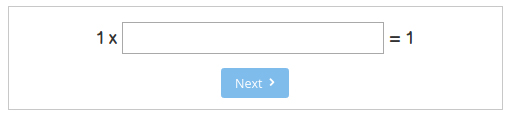 1 x = 1
Next